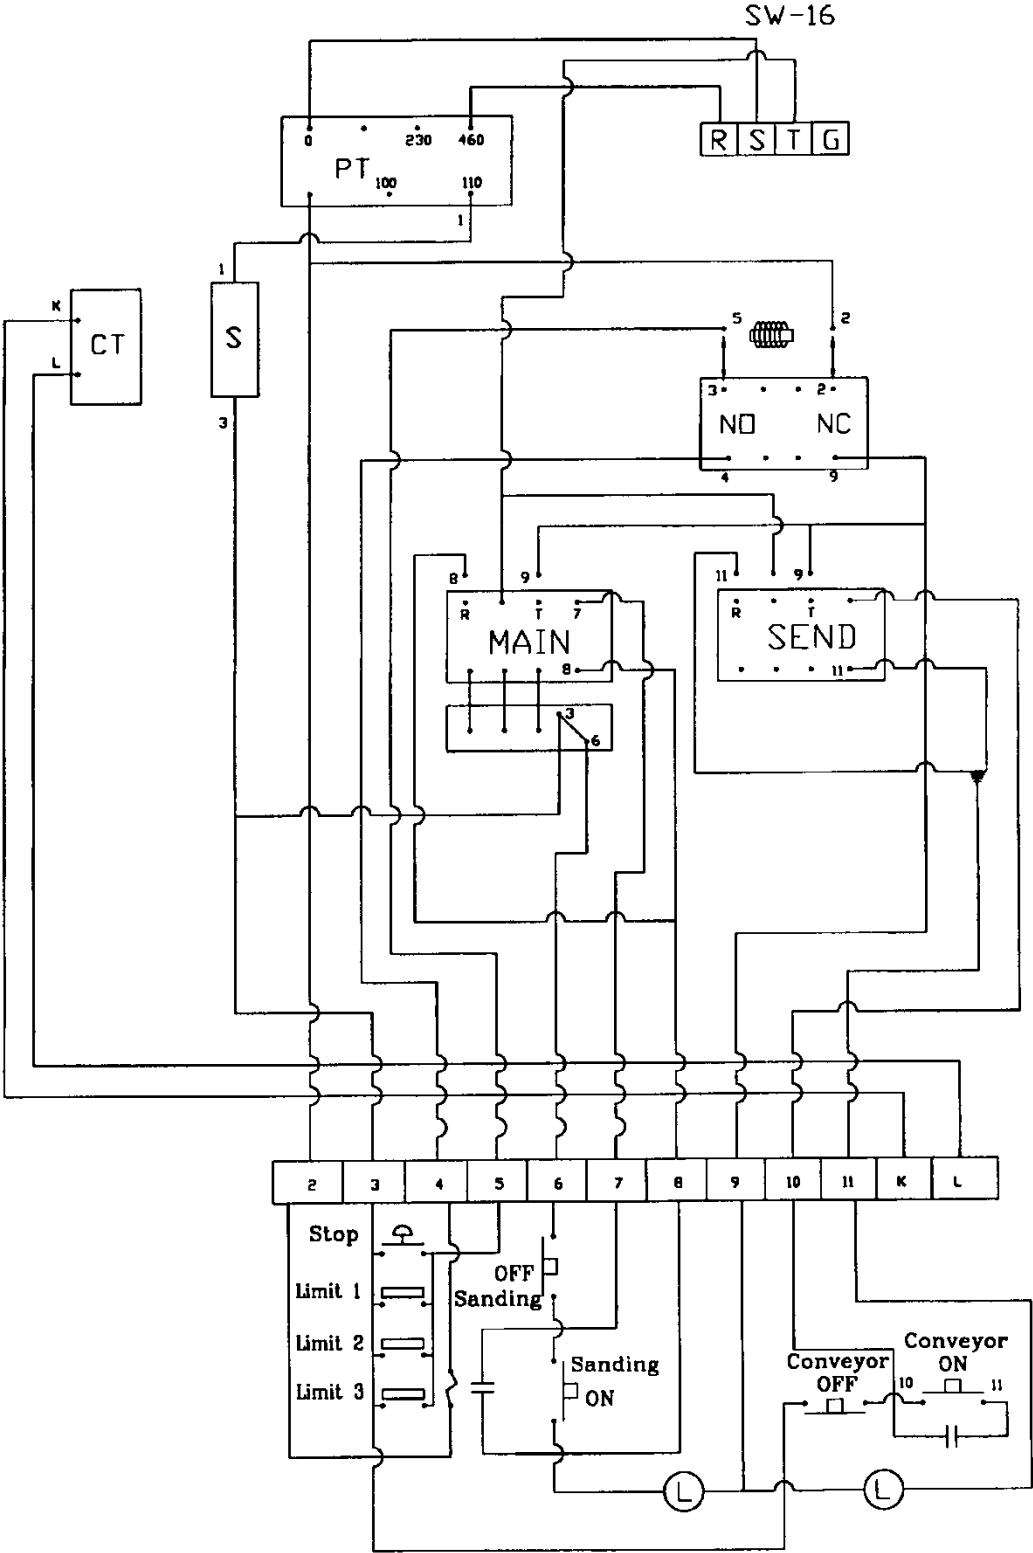 SW-16
R S T G
0 230 460
PT
100 110
1
1
K
CT
S
L
3
5 2
3 2
NO NC
4 9
8 9
R T 7
MAIN
8
3
6
11 9
R T
SEND
11
2 3 4 5 6 7 8 9 10 11 K L
Stop
Limit 1
Limit 2
Limit 3
OFF
Sanding
Sanding
ON
Conveyor
OFF
Conveyor
ON
10 11
L L